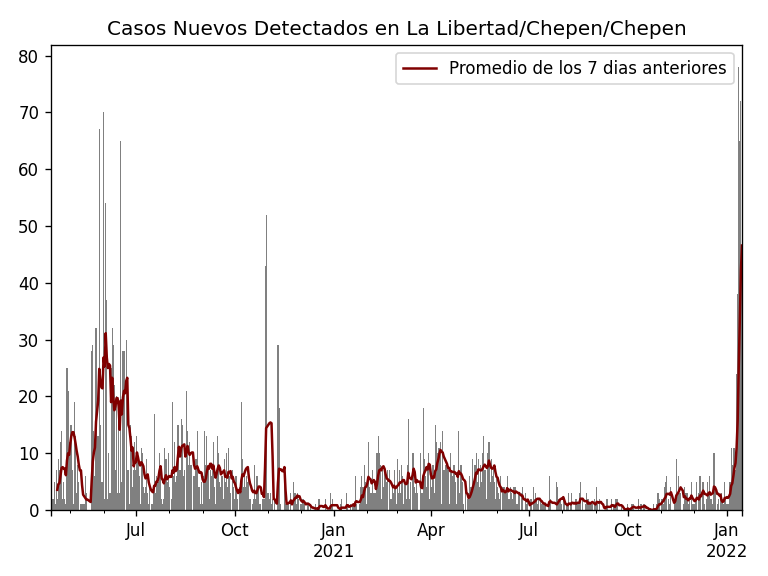 Casos Nuevos Detectados en La Libertad/Chepen/Chepen
Promedio de los 7 dias anteriores
80
70
60
50
40
30
20
10
0
Jul
Oct
Jan
2021
Apr
Jul
Oct
Jan
2022